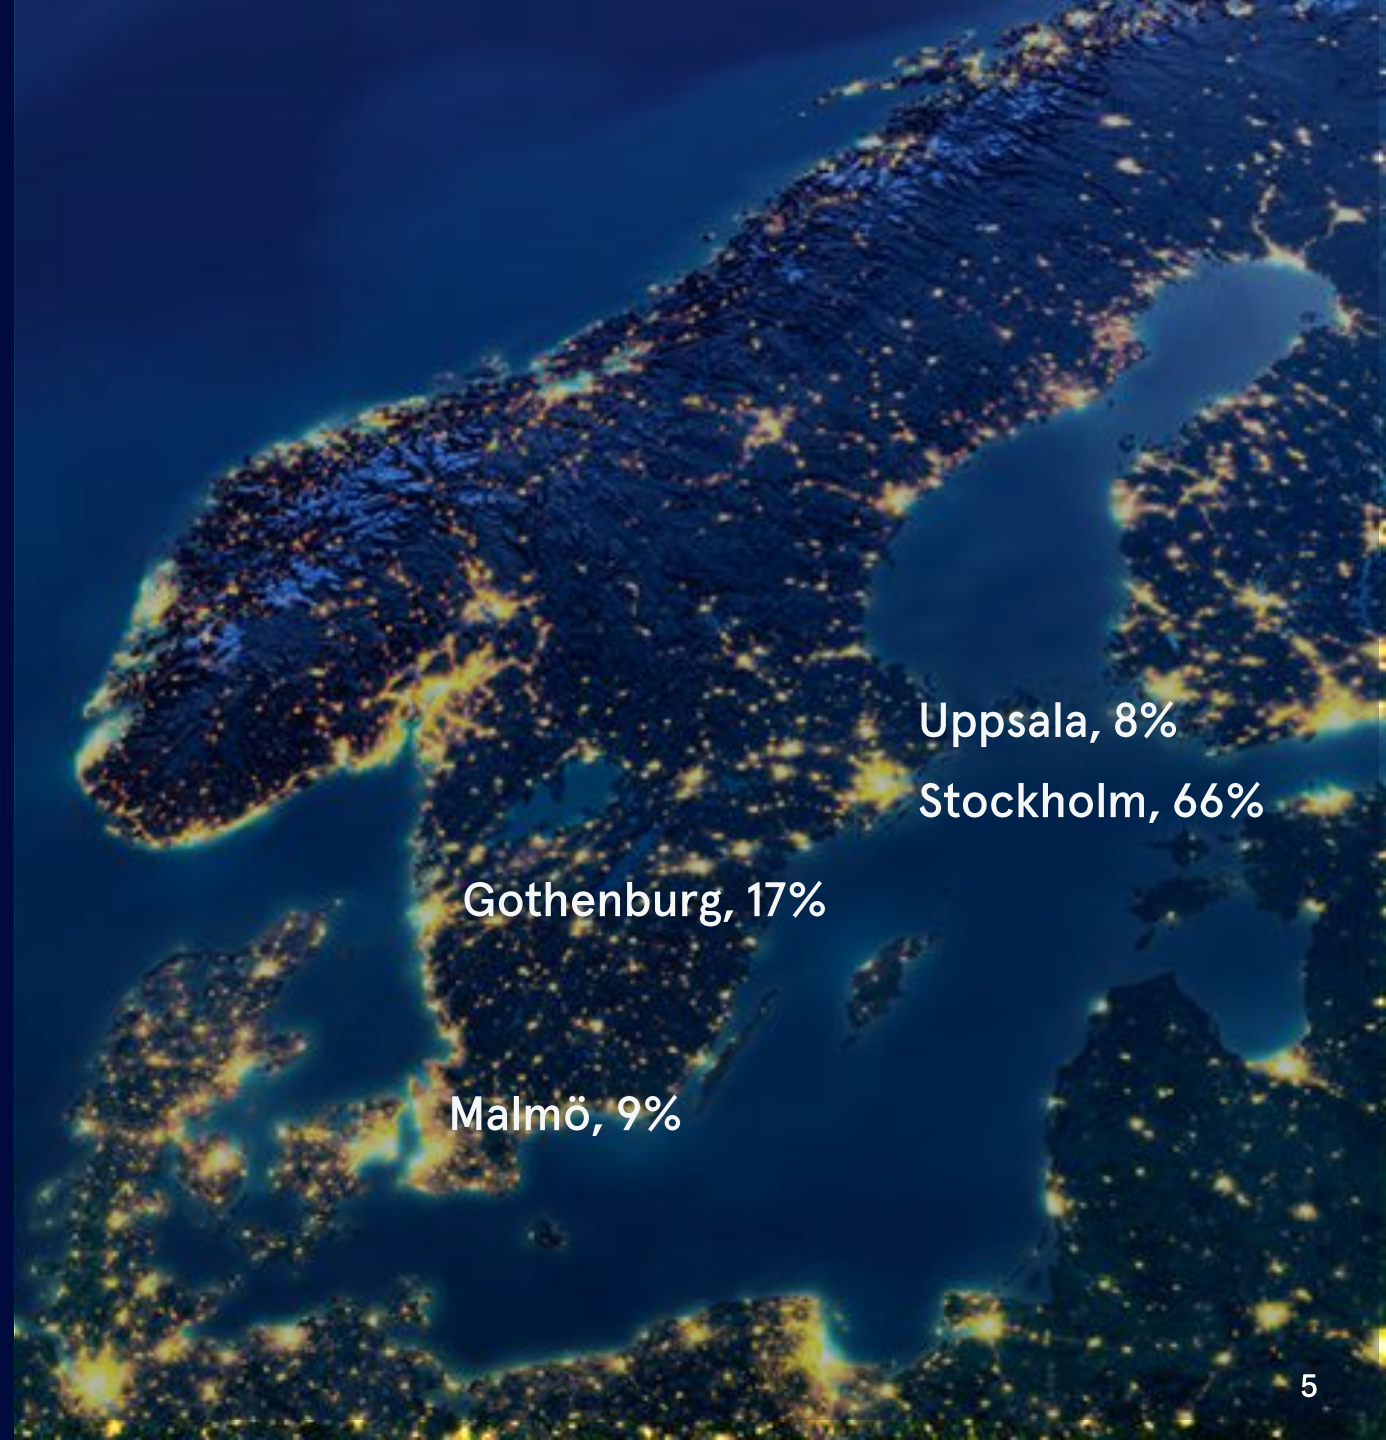 Uppsala, 8%
Stockholm, 66%
Gothenburg, 17%
Malmö, 9%
5